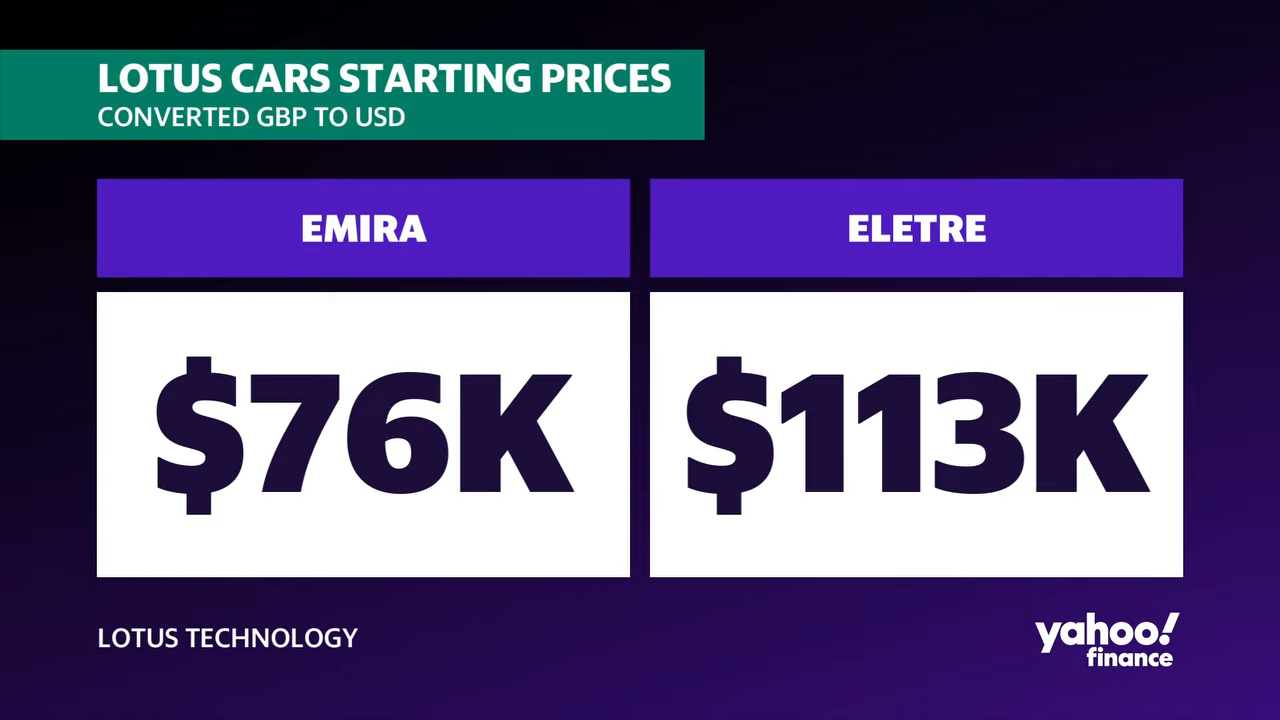 LOTUS CARS STARTING PRICES
CONVERTED GBP TO USD
EMIRA
ELETRE
$76K
$113K
LOTUS TECHNOLOGY
yahoo!
finance